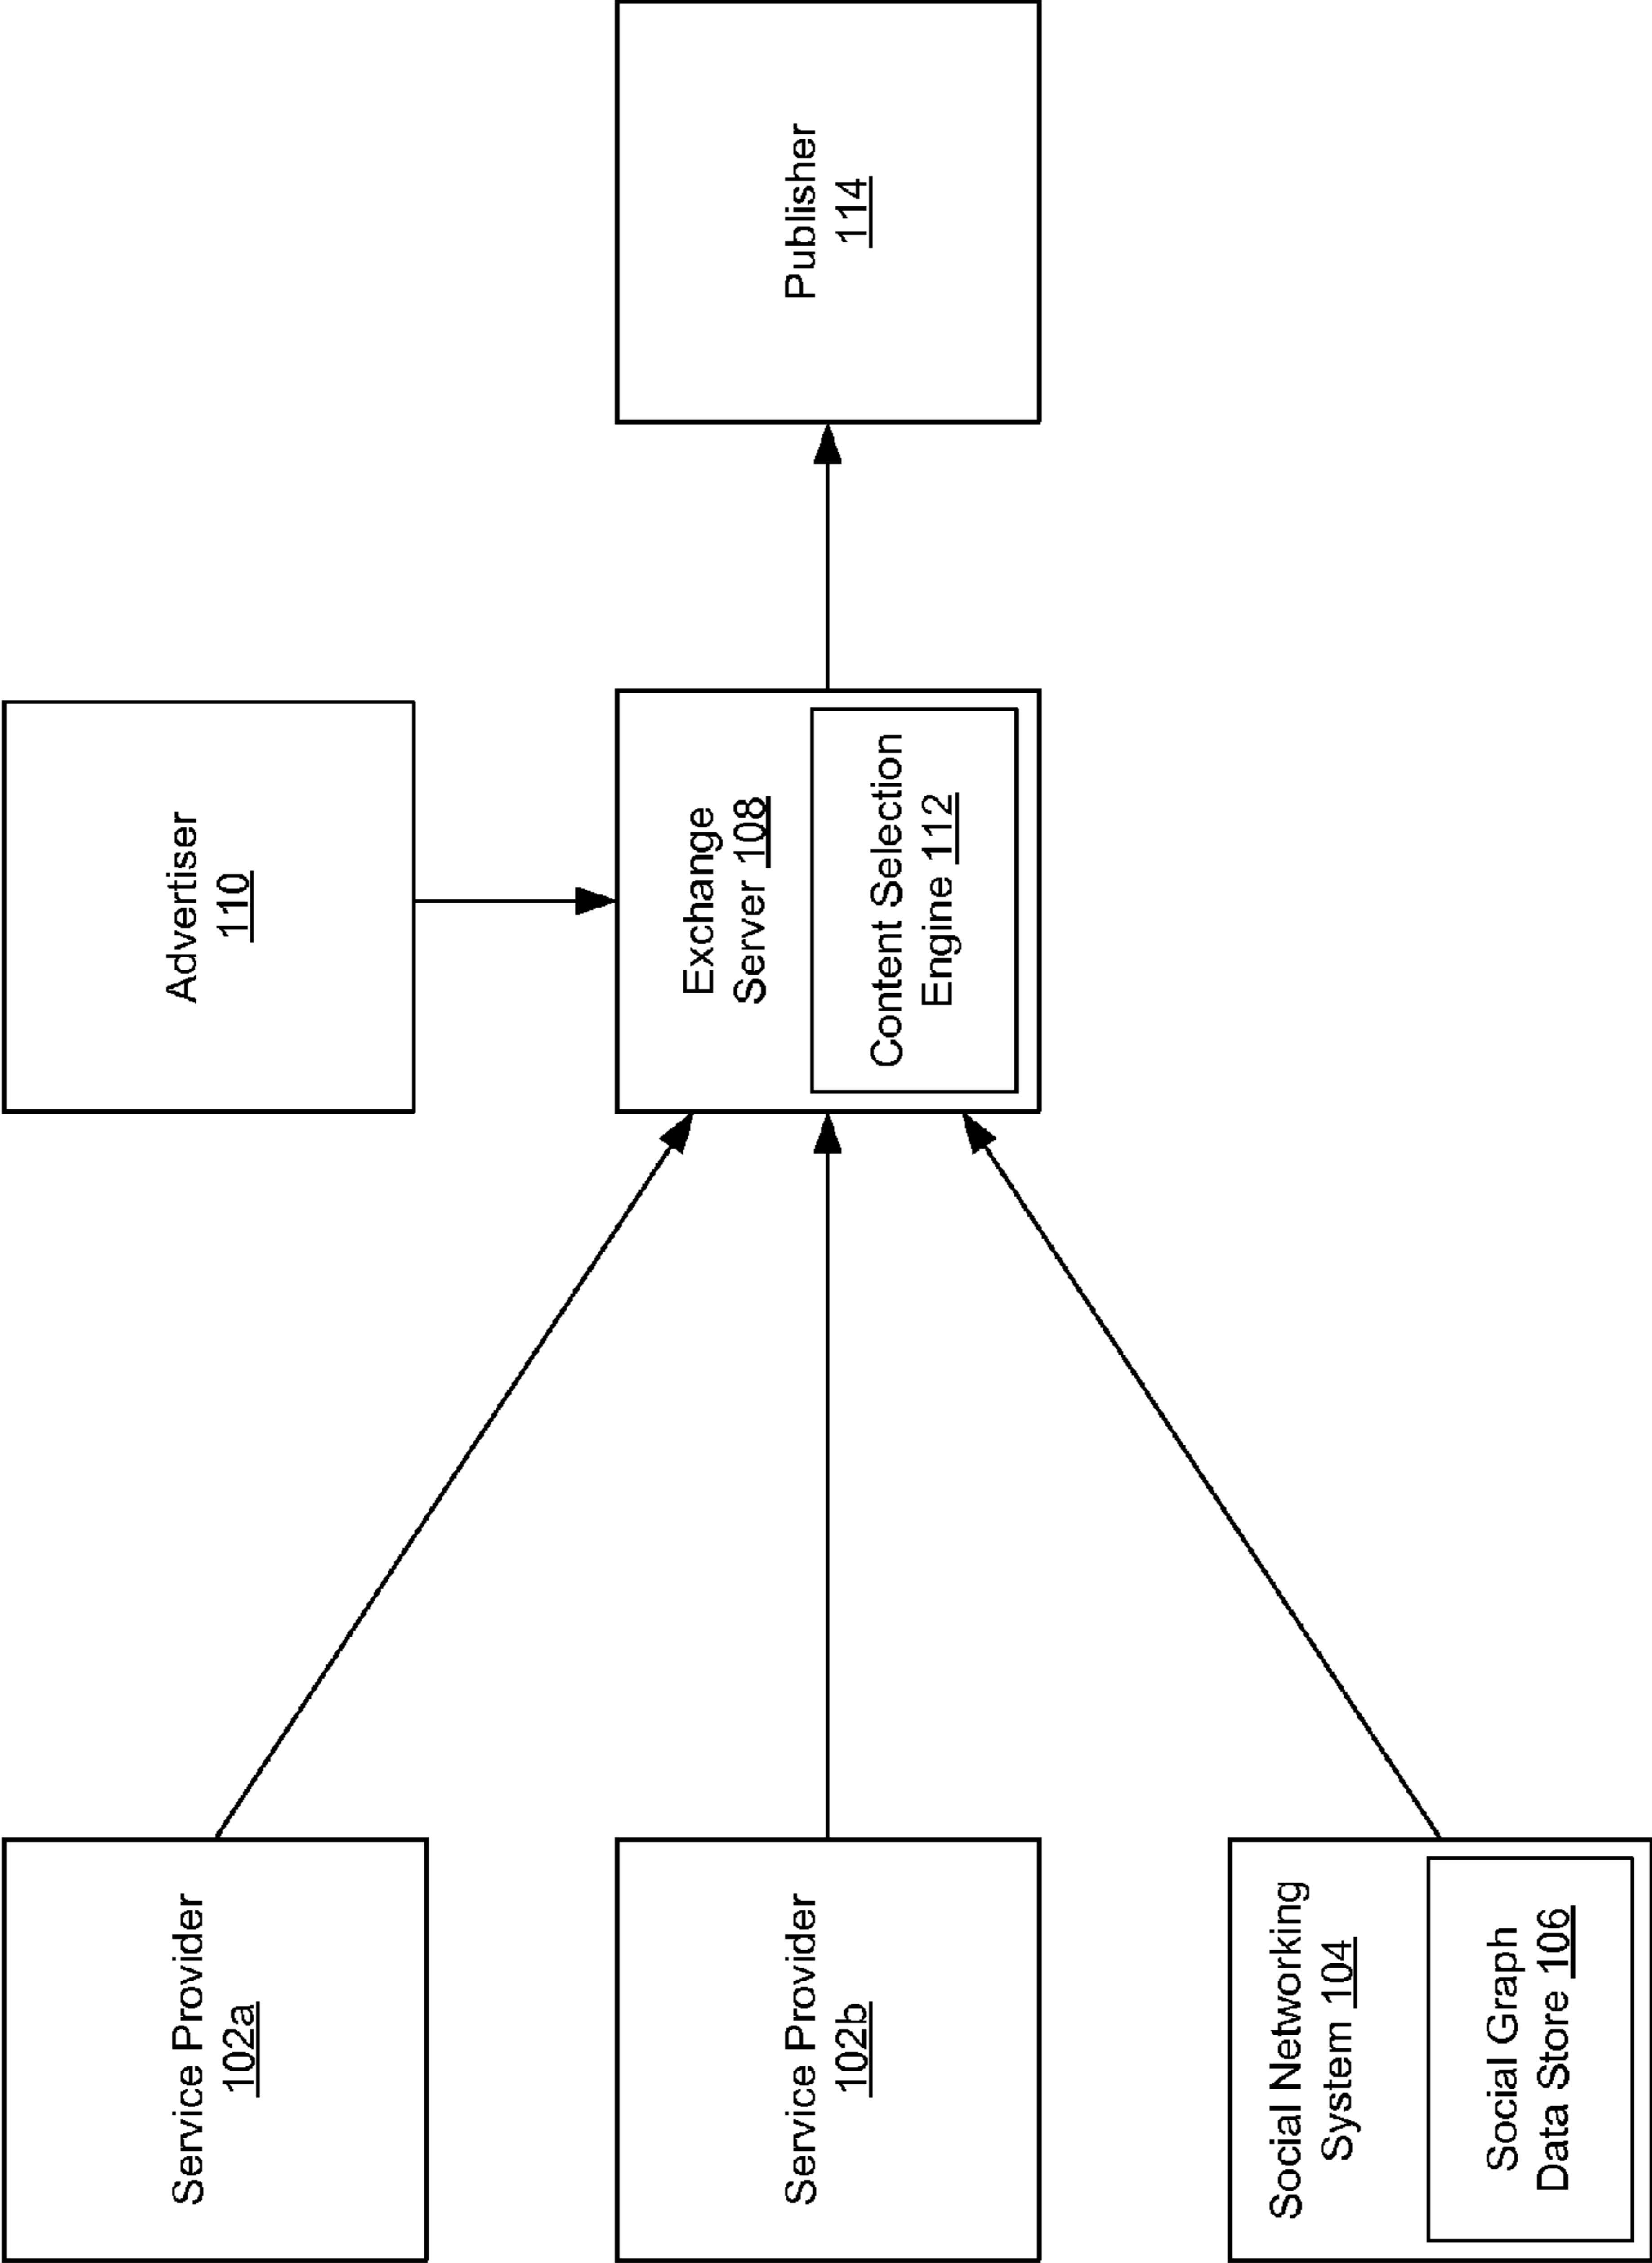 Service Provider
102a
Advertiser
110
Service Provider
102b
Exchange
Server 108
Content Selection
Engine 112
Publisher
114
Social Networking
System 104
Social Graph
Data Store 106